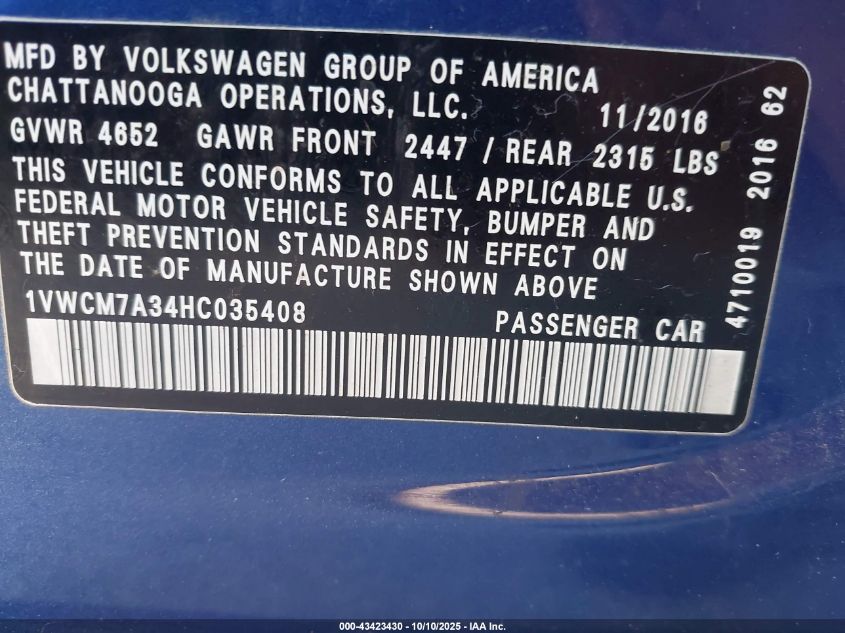 MFD BY VOLKSWAGEN GROUP OF AMERICA
CHATTANOOGA OPERATIONS, LLC. 11/2016
GVWR 4652 GAWR FRONT 2447 / REAR 2315 LBS
THIS VEHICLE CONFORMS TO ALL APPLICABLE U.S.
FEDERAL MOTOR VEHICLE SAFETY, BUMPER AND
THEFT PREVENTION STANDARDS IN EFFECT ON
THE DATE OF MANUFACTURE SHOWN ABOVE
1VWCM7A34HC035408 PASSENGER CAR
4710019 2016 62
000-43423430 - 10/10/2025 - IAA Inc.